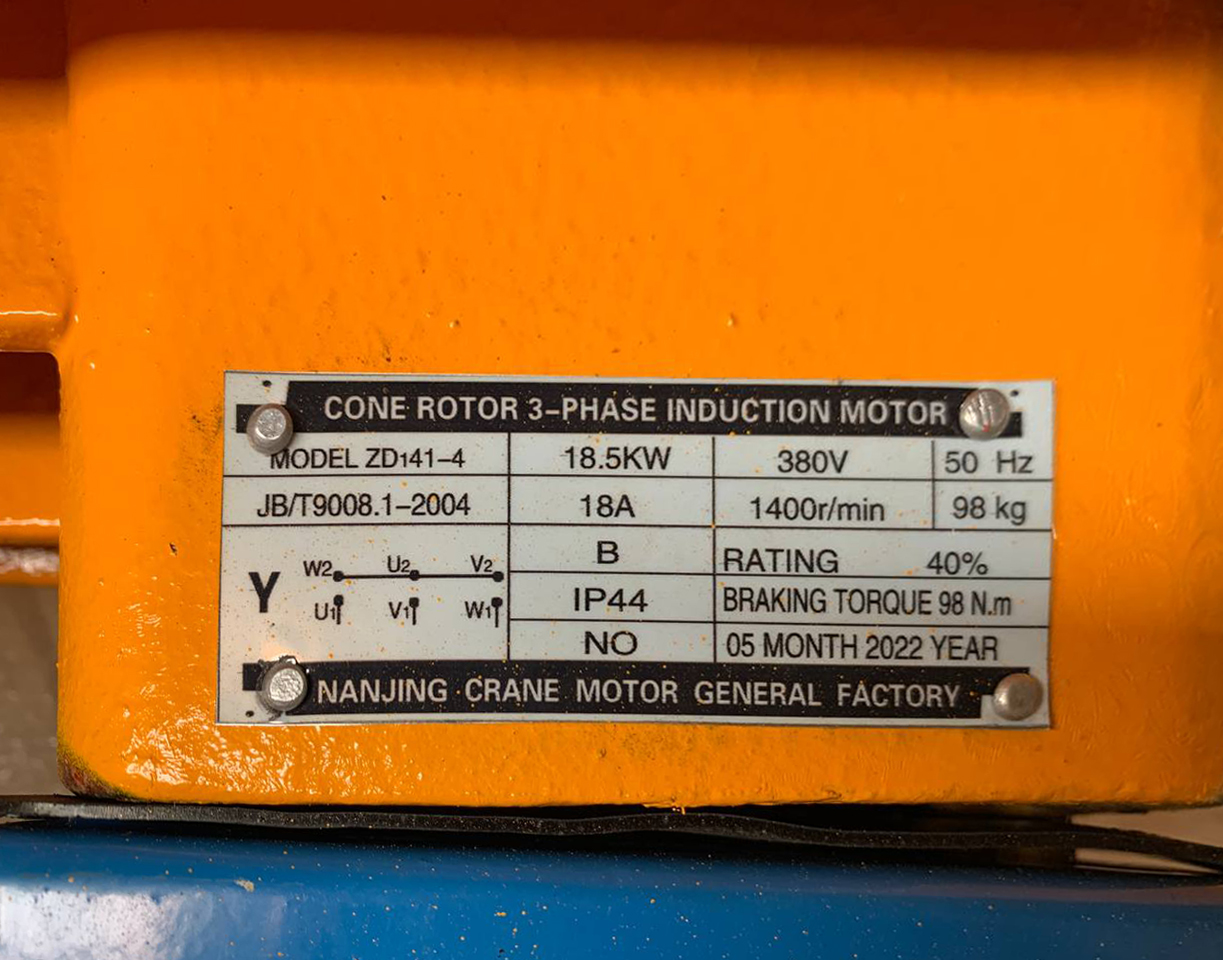 CONE ROTOR 3-PHASE INDUCTION MOTOR
MODEL ZD₁41-4 18.5KW 380V 50 Hz
JB/T9008.1-2004 18A 1400r/min 98 kg
B RATING 40%
Y W2 U2 V2
IP44 BRAKING TORQUE 98 N.m
U1 V1 W1
NO 05 MONTH 2022 YEAR
NANJING CRANE MOTOR GENERAL FACTORY